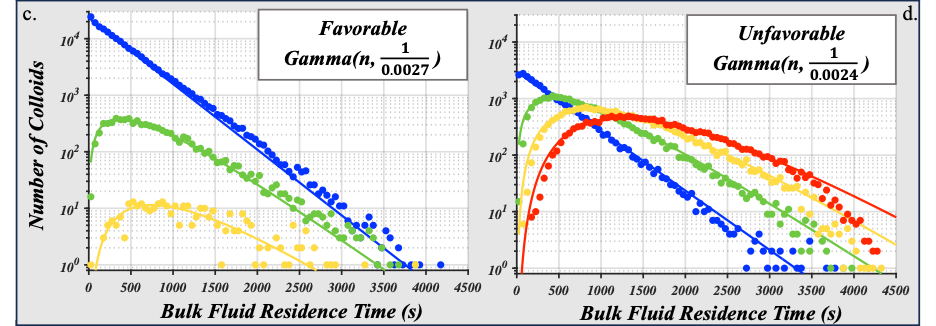 c.
d.
Favorable
Gamma(n, 1/0.0027)
Unfavorable
Gamma(n, 1/0.0024)
Number of Colloids
10⁴
10³
10²
10¹
10⁰
0 500 1000 1500 2000 2500 3000 3500 4000 4500
Bulk Fluid Residence Time (s)
10⁴
10³
10²
10¹
10⁰
0 500 1000 1500 2000 2500 3000 3500 4000 4500
Bulk Fluid Residence Time (s)